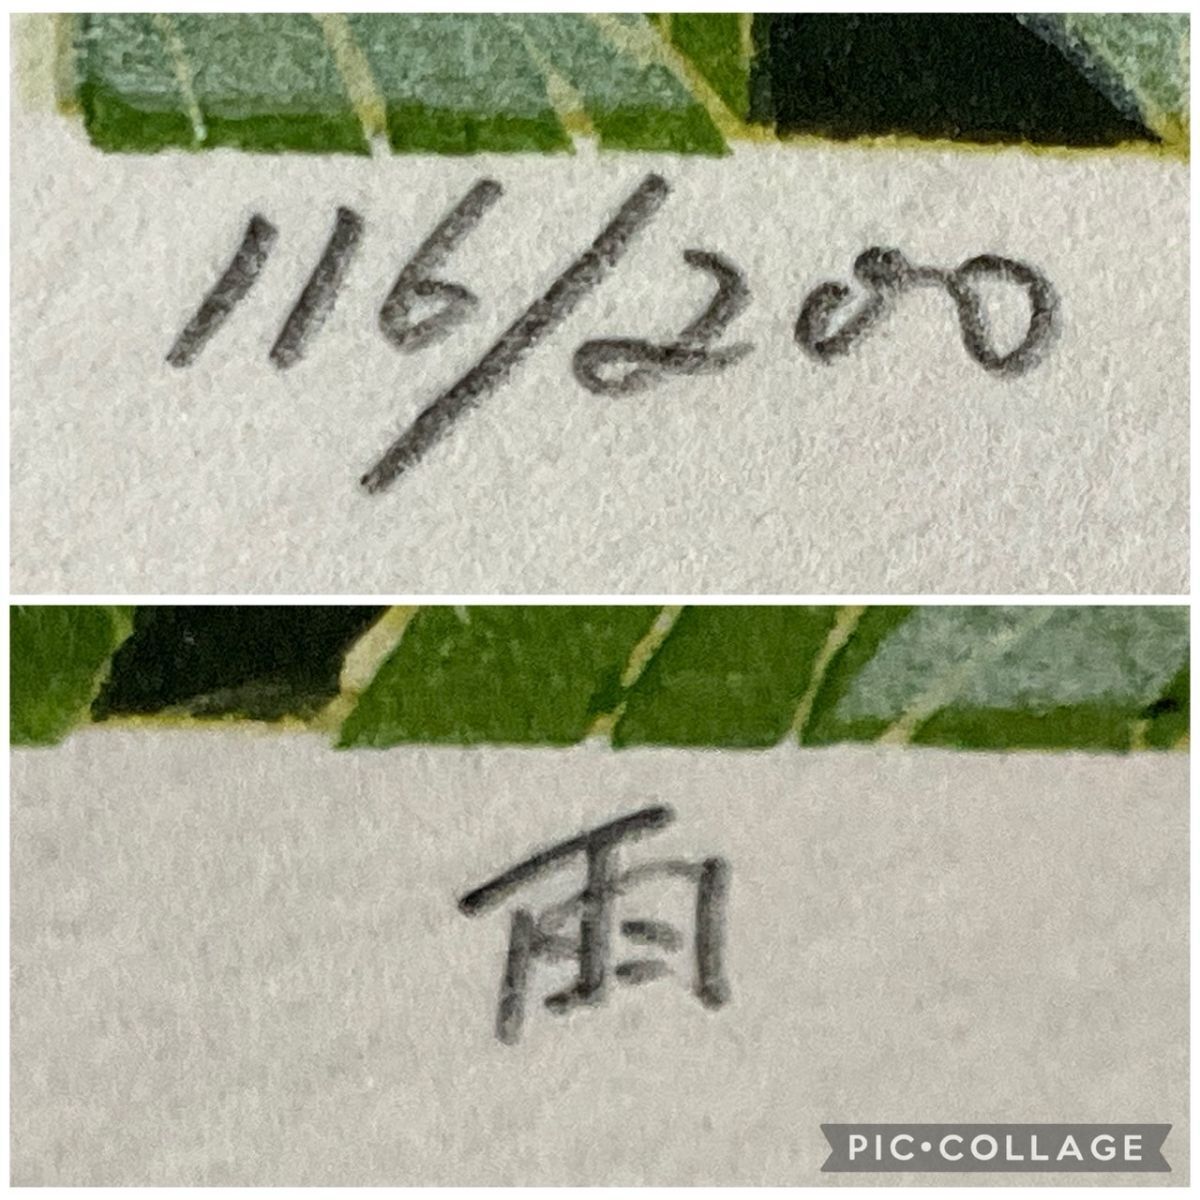 116/200
雨
PIC•COLLAGE